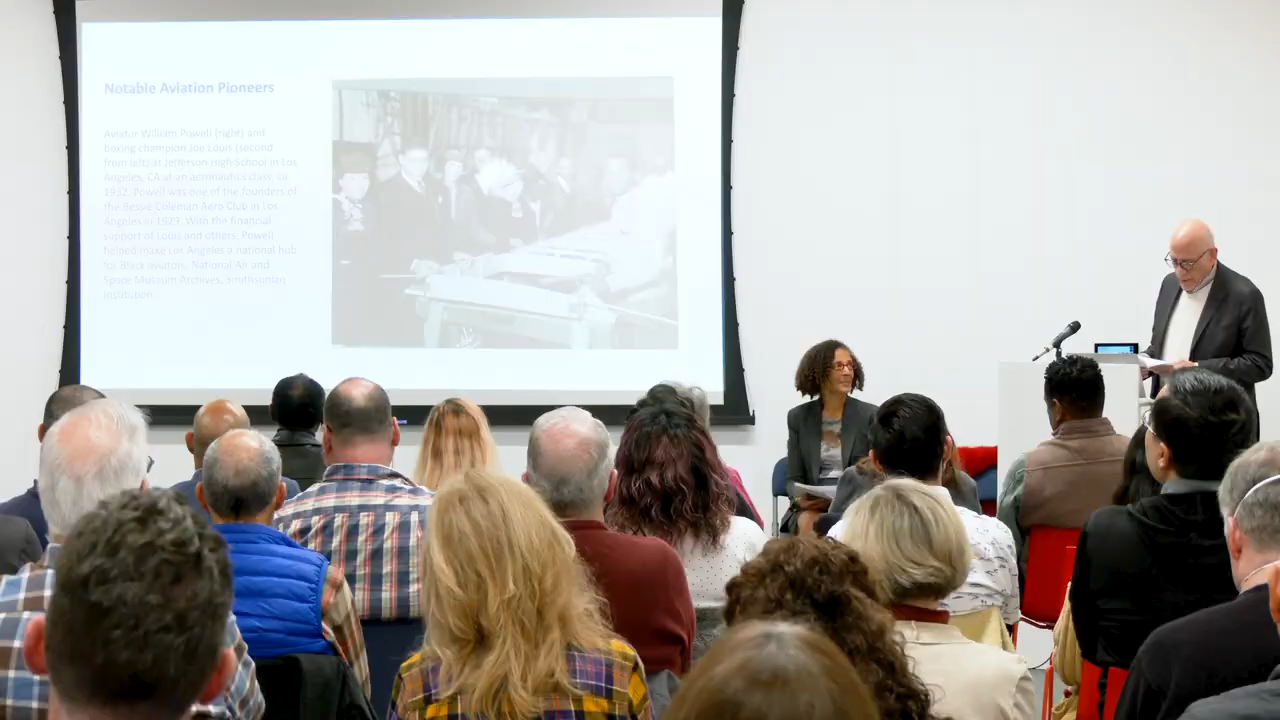 Notable Aviation Pioneers
Aviator William Powell (right) and
boxing champion Joe Louis (second
from left) at Jefferson High School in Los
Angeles, CA at an aeronautics class, ca
1932. Powell was one of the founders of
the Bessie Coleman Aero Club in Los
Angeles in 1929. With the financial
support of Louis and others, Powell
helped make Los Angeles a national hub
for Black aviators. National Air and
Space Museum Archives, Smithsonian
Institution.